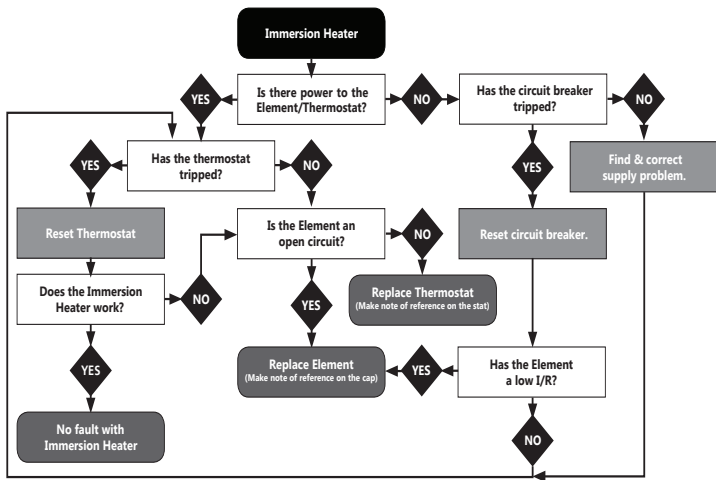 Immersion Heater
Is there power to the
Element/Thermostat?
YES
NO
Has the circuit breaker
tripped?
NO
YES
Has the thermostat
tripped?
NO
YES
Find & correct
supply problem.
Reset Thermostat
Is the Element an
open circuit?
NO
Reset circuit breaker.
Does the Immersion
Heater work?
NO
YES
Replace Thermostat
(Make note of reference on the stat)
YES
Replace Element
(Make note of reference on the cap)
YES
Has the Element
a low I/R?
No fault with
Immersion Heater
NO